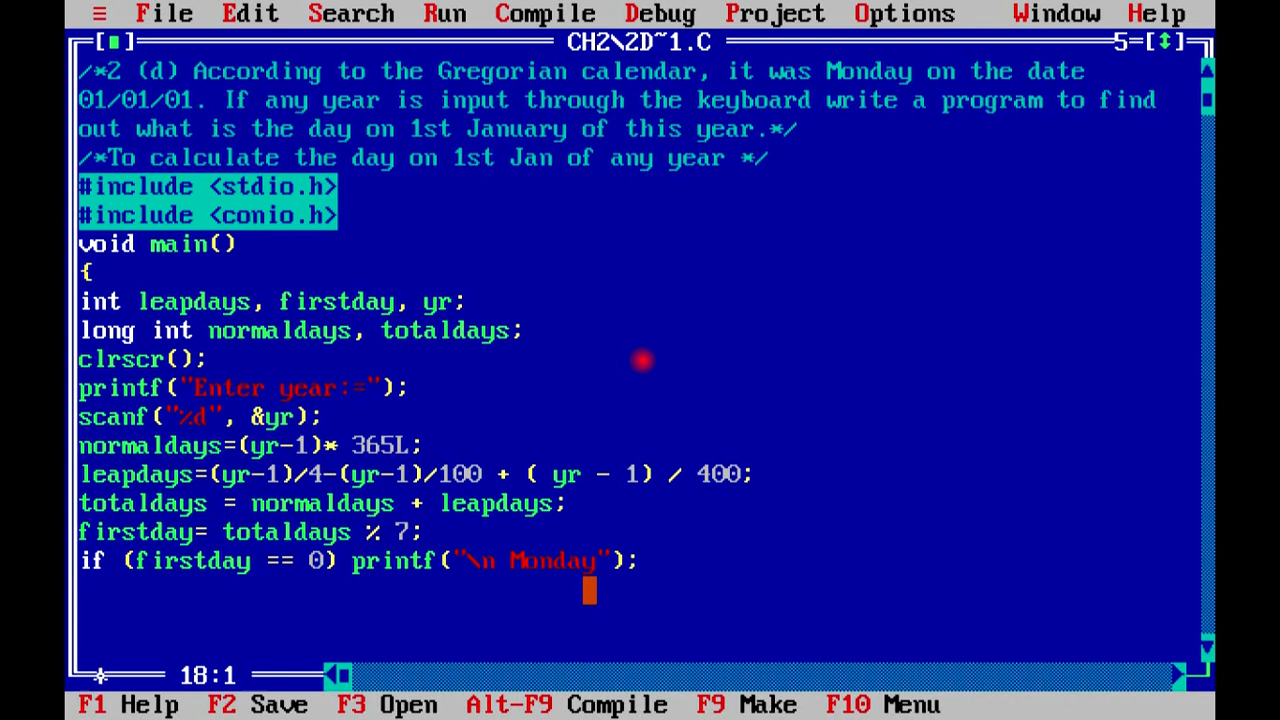 ≡ File Edit Search Run Compile Debug Project Options Window Help
CH2\2D~1.C 5=[↕]
/*2 (d) According to the Gregorian calendar, it was Monday on the date
01/01/01. If any year is input through the keyboard write a program to find
out what is the day on 1st January of this year.*/
/*To calculate the day on 1st Jan of any year */
#include <stdio.h>
#include <conio.h>
void main()
{
int leapdays, firstday, yr;
long int normaldays, totaldays;
clrscr();
printf("Enter year:=");
scanf("%d", &yr);
normaldays=(yr-1)* 365L;
leapdays=(yr-1)/4-(yr-1)/100 + ( yr - 1) / 400;
totaldays = normaldays + leapdays;
firstday= totaldays % 7;
if (firstday == 0) printf("\n Monday");
18:1
F1 Help F2 Save F3 Open Alt-F9 Compile F9 Make F10 Menu